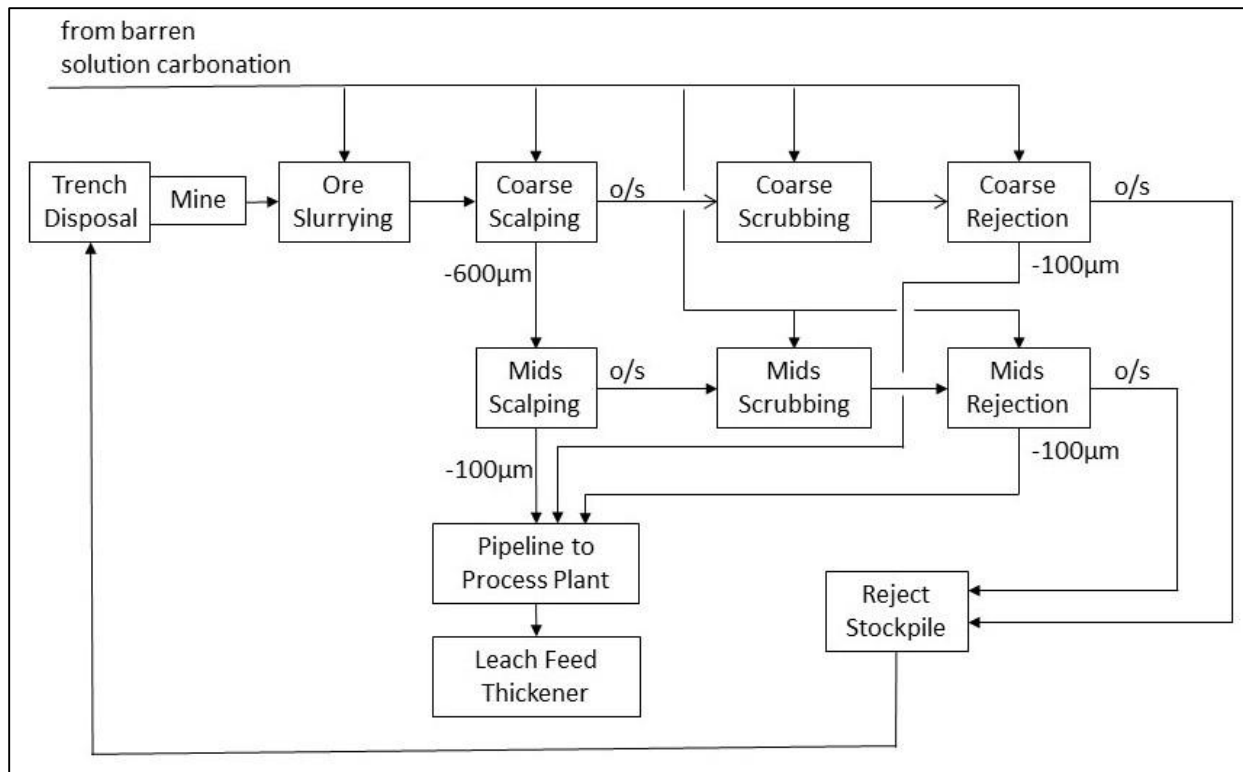 from barren
solution carbonation
Trench
Disposal
Mine
Ore
Slurrying
Coarse
Scalping
o/s
Coarse
Scrubbing
Coarse
Rejection
o/s
-600µm
-100µm
Mids
Scalping
o/s
Mids
Scrubbing
Mids
Rejection
o/s
-100µm
-100µm
Pipeline to
Process Plant
Reject
Stockpile
Leach Feed
Thickener